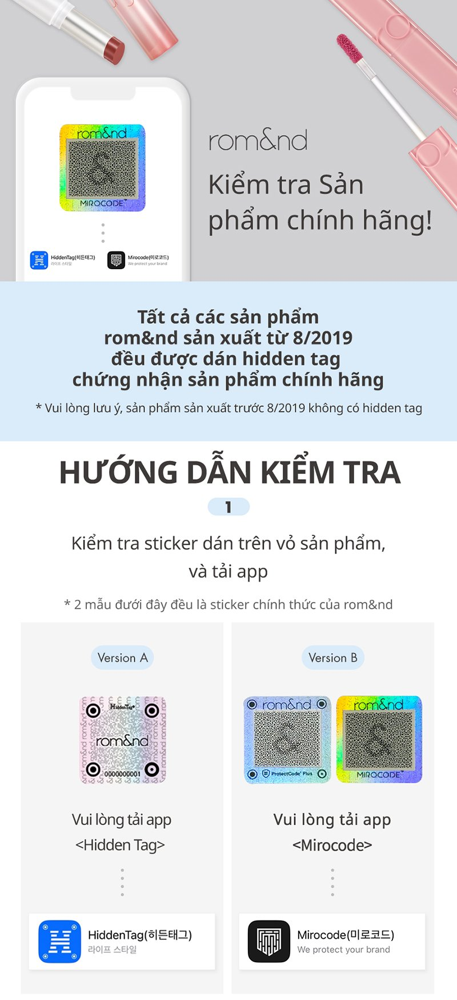 rom&nd
MIROCODE™
HiddenTag(히든태그)
라이프 스타일
Mirocode(미로코드)
We protect your brand
rom&nd
Kiểm tra Sản
phẩm chính hãng!
Tất cả các sản phẩm
rom&nd sản xuất từ 8/2019
đều được dán hidden tag
chứng nhận sản phẩm chính hãng
* Vui lòng lưu ý, sản phẩm sản xuất trước 8/2019 không có hidden tag
HƯỚNG DẪN KIỂM TRA
1
Kiểm tra sticker dán trên vỏ sản phẩm,
và tải app
* 2 mẫu đưới đây đều là sticker chính thức của rom&nd
Version A
HiddenTag+
rom&nd
0000000001
Vui lòng tải app
<Hidden Tag>
HiddenTag(히든태그)
라이프 스타일
Version B
rom&nd
ProtectCode+ Plus
rom&nd
MIROCODE™
Vui lòng tải app
<Mirocode>
Mirocode(미로코드)
We protect your brand